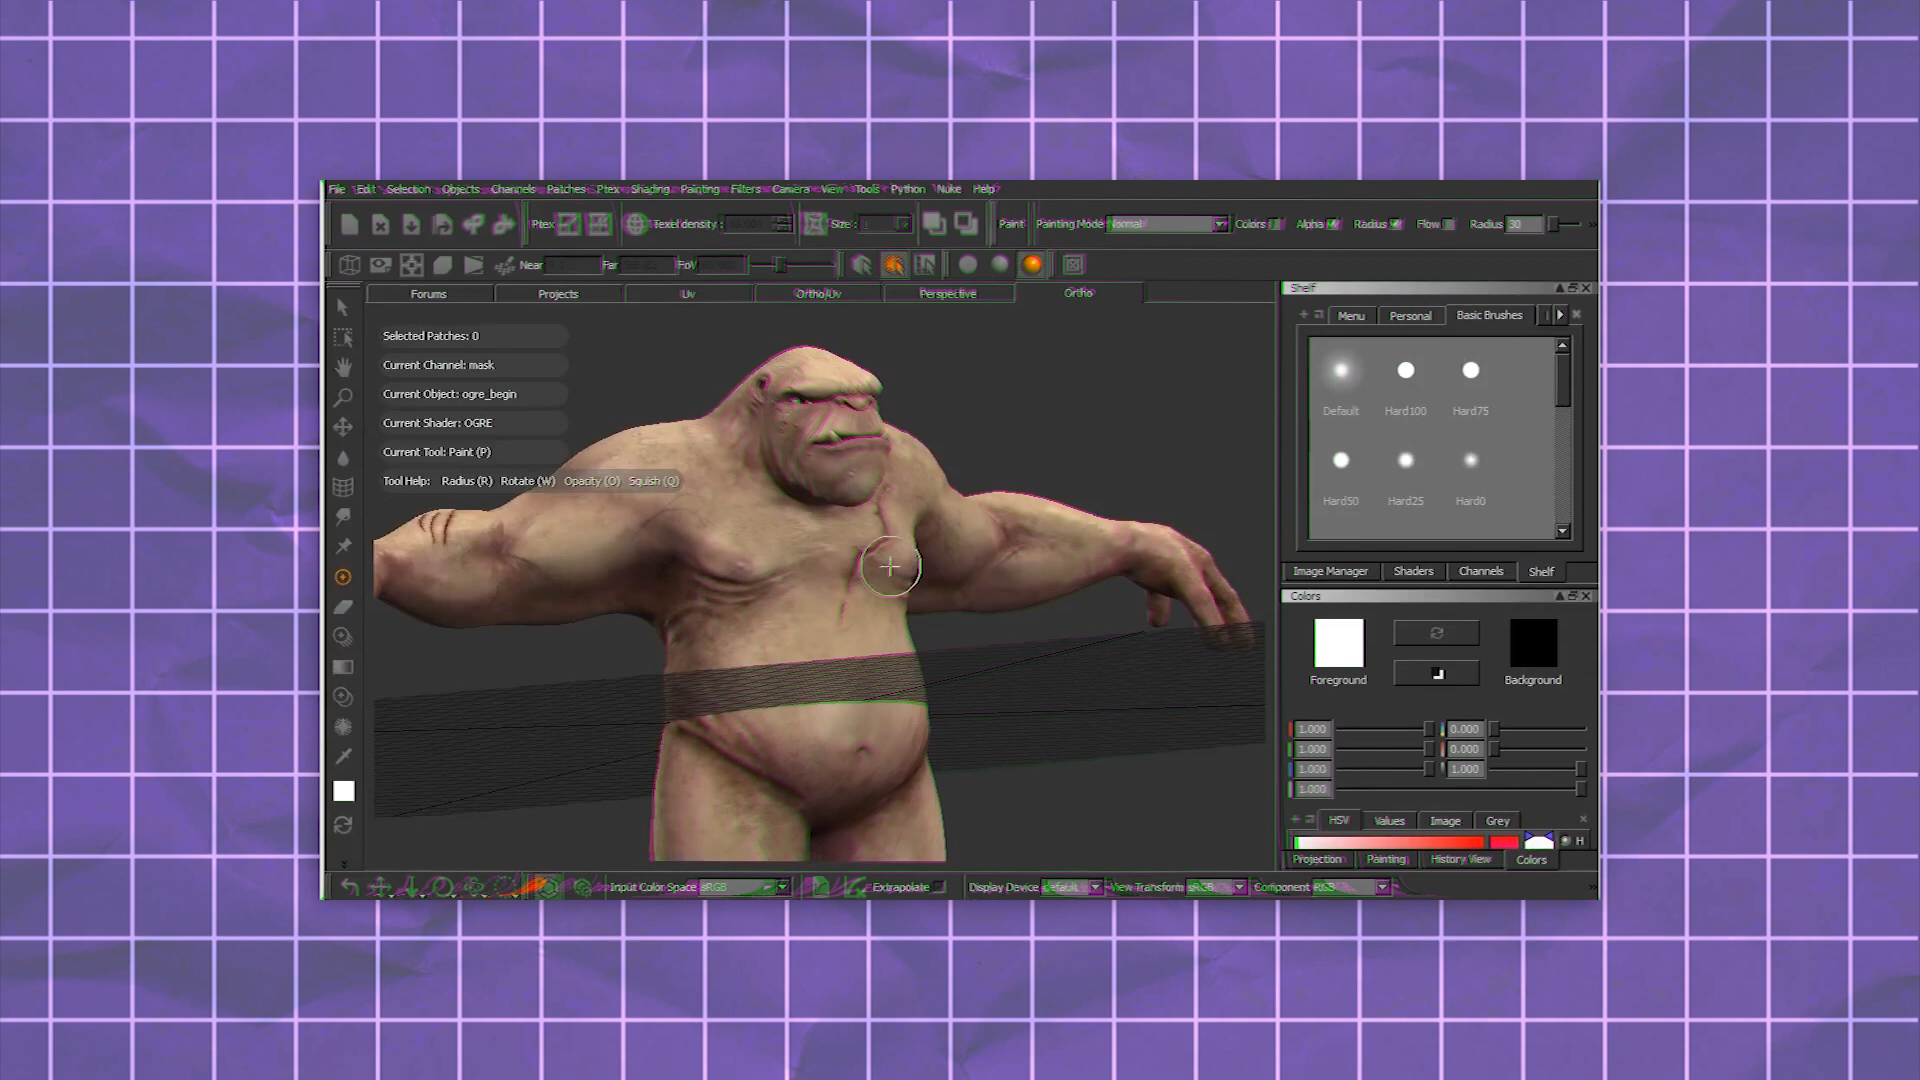 File Edit Selection Objects Channels Patches Ptex Shading Painting Filters Camera View Tools Python Nuke Help
Ptex Texel density : Size : Paint Painting Mode Normal Colors Alpha Radius Flow Radius 30
Near Far FoV
Forums Projects Uv Ortho/Uv Perspective Ortho
Selected Patches: 0
Current Channel: mask
Current Object: ogre_begin
Current Shader: OGRE
Current Tool: Paint (P)
Tool Help: Radius (R) Rotate (W) Opacity (O) Squish (Q)
Shelf
Menu Personal Basic Brushes
Default Hard100 Hard75
Hard50 Hard25 Hard0
Image Manager Shaders Channels Shelf
Colors
Foreground Background
1.000 0.000
1.000 0.000
1.000 1.000
1.000
HSV Values Image Grey
H
Projection Painting History View Colors
Input Color Space sRGB Extrapolate Display Device default View Transform sRGB Component RGB